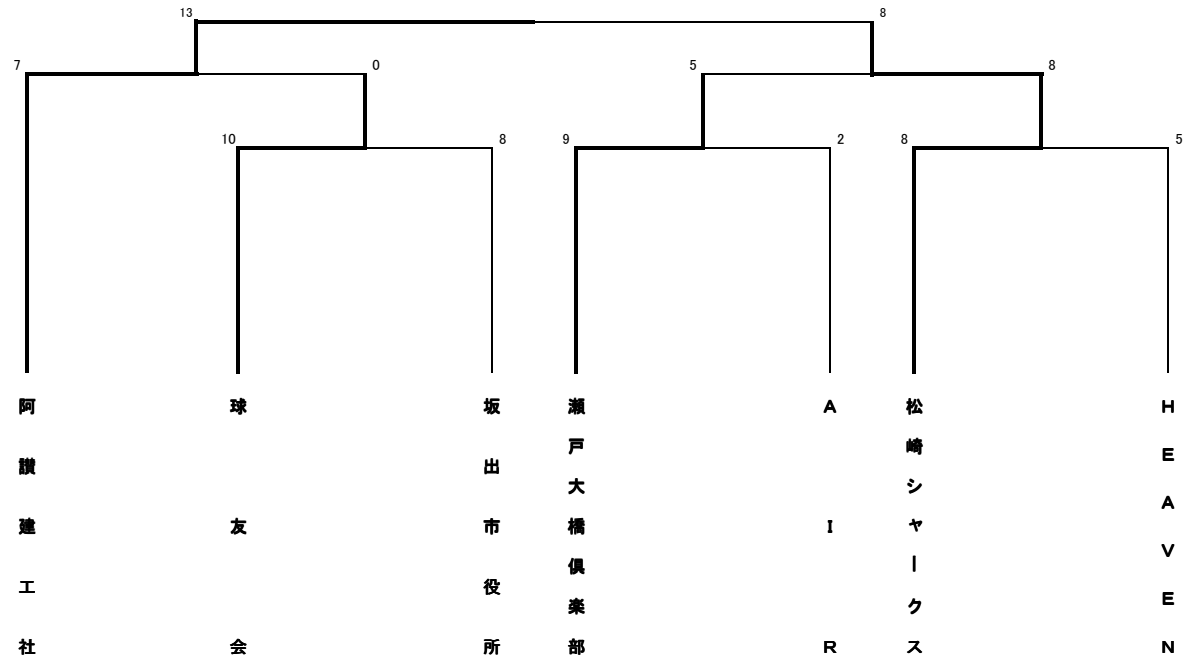 13 8
7 0 5 8
10 8 9 2 8 5
阿讃建工社
球友会
坂出市役所
瀬戸大橋倶楽部
AIR
松崎シャークス
HEAVEN